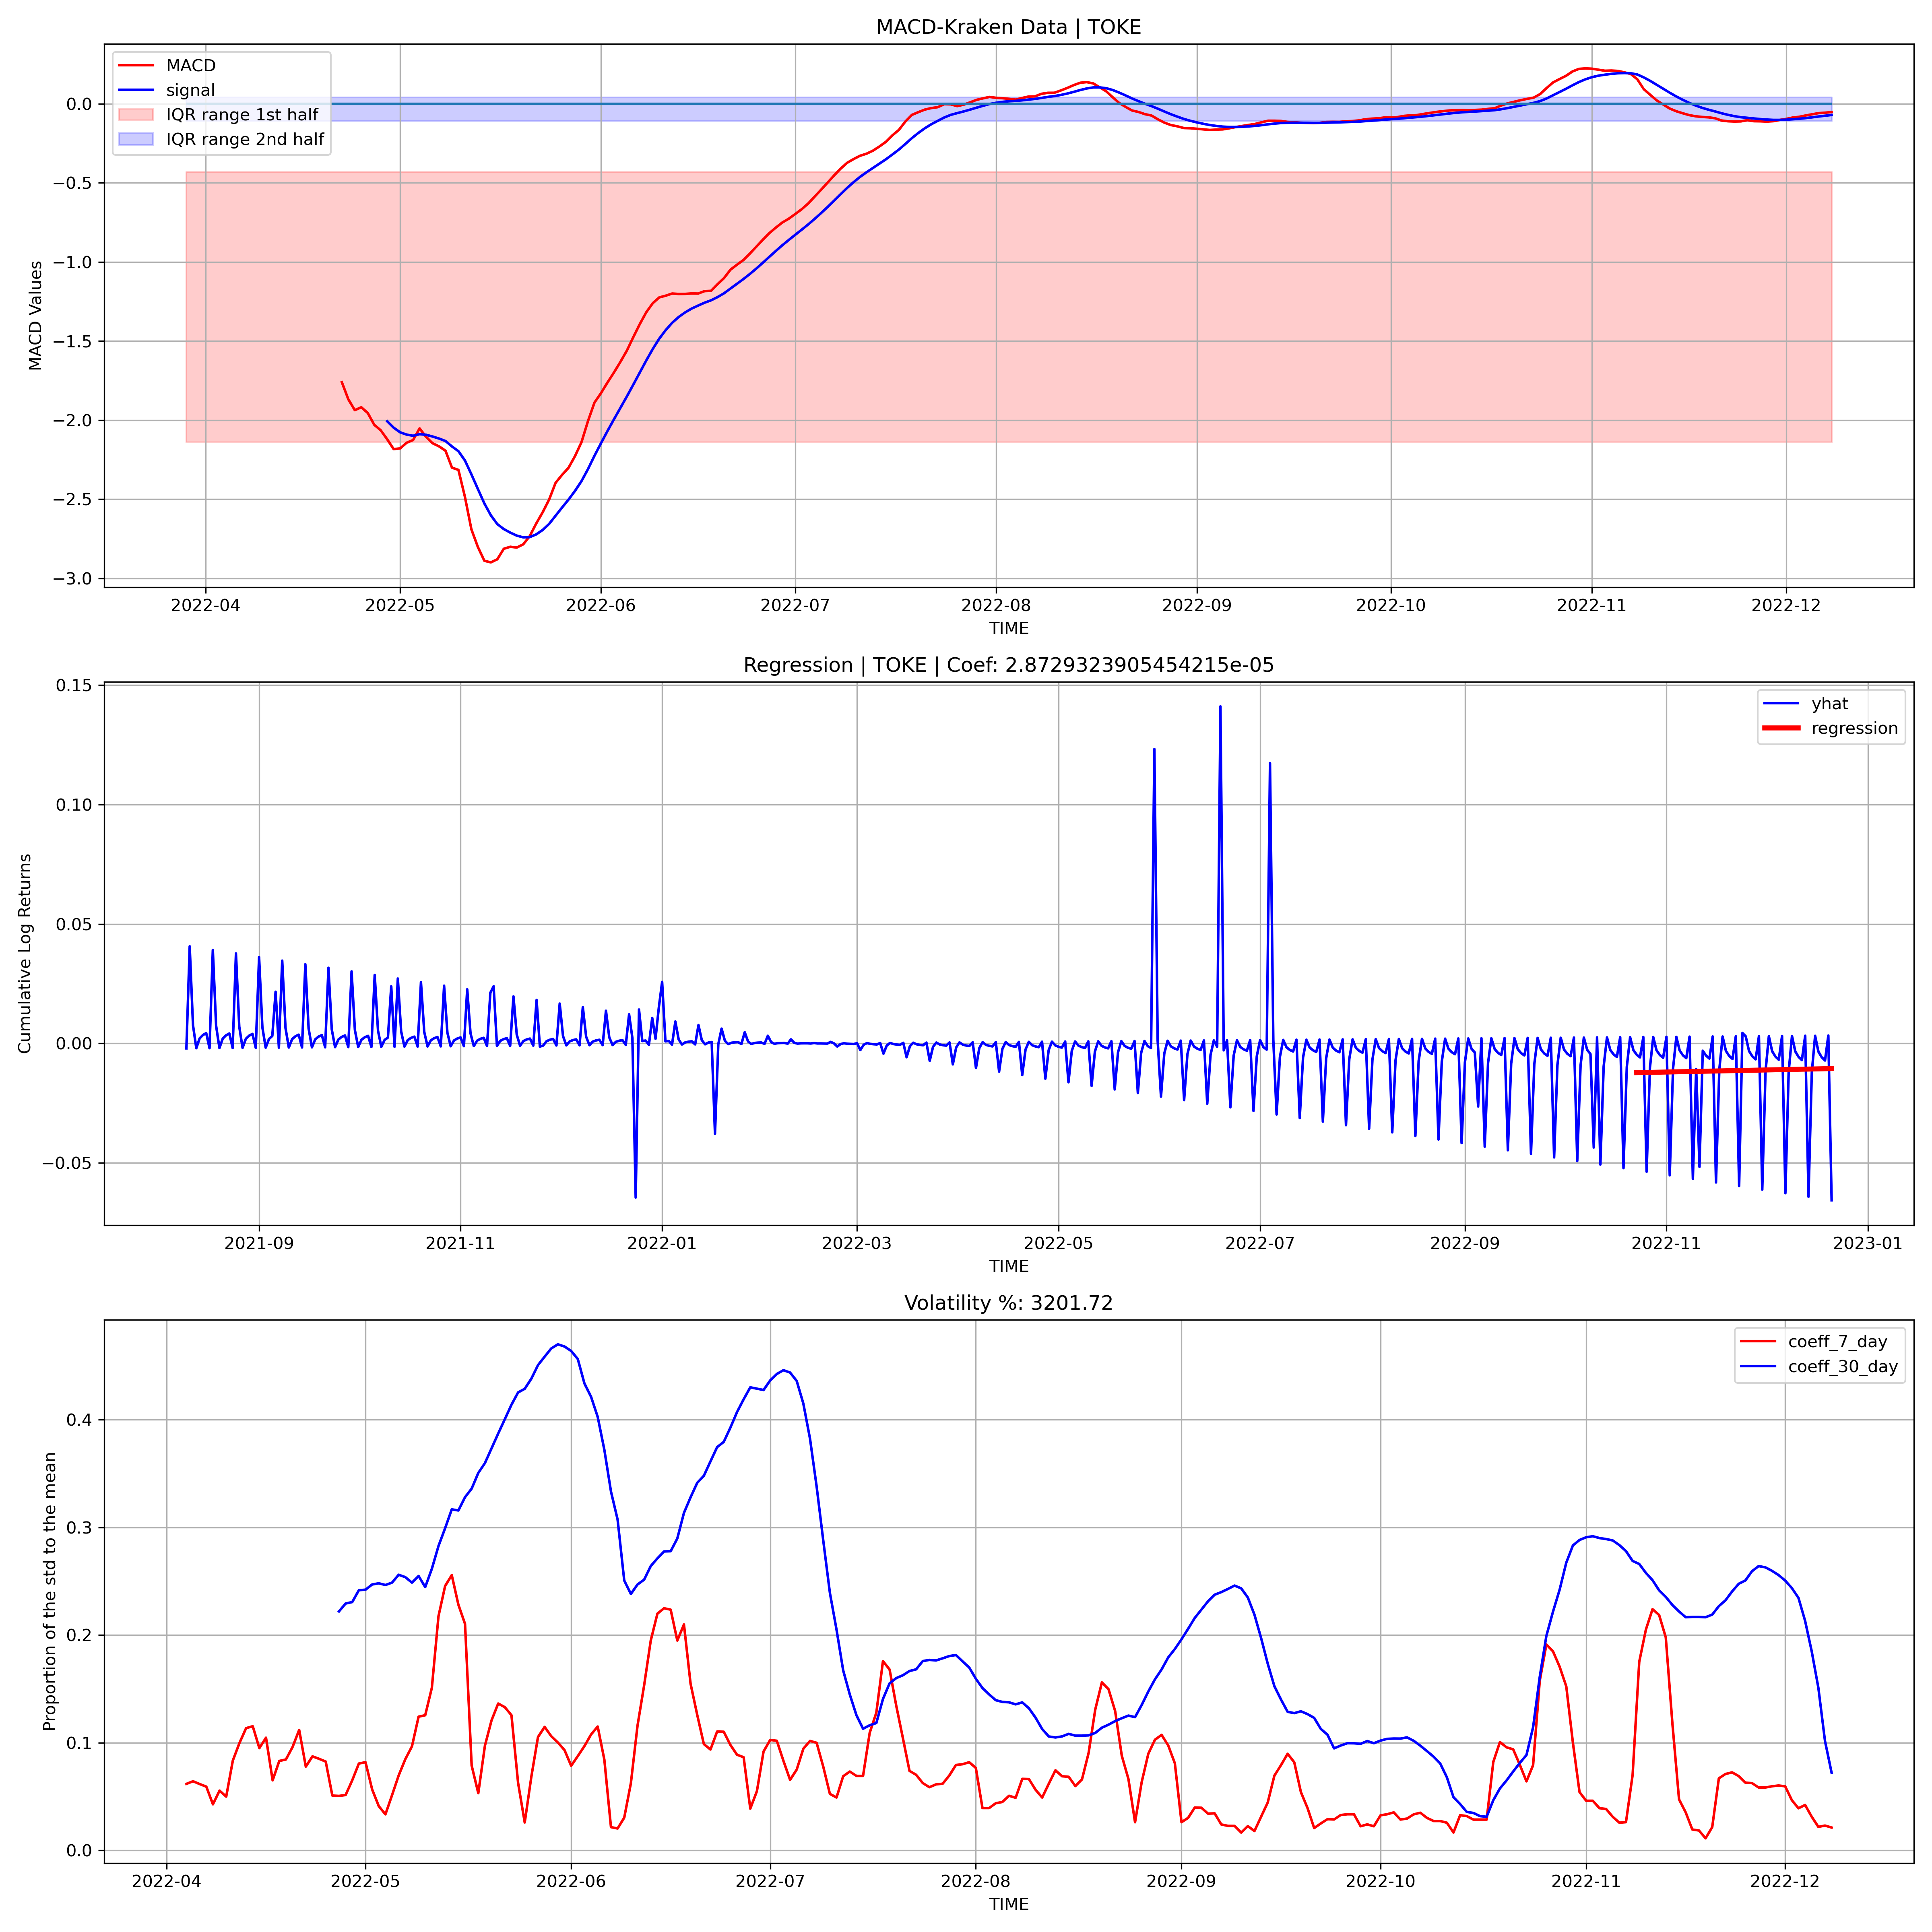 MACD-Kraken Data | TOKE
MACD
signal
IQR range 1st half
IQR range 2nd half
0.0
−0.5
−1.0
−1.5
−2.0
−2.5
−3.0
MACD Values
2022-04 2022-05 2022-06 2022-07 2022-08 2022-09 2022-10 2022-11 2022-12
TIME
Regression | TOKE | Coef: 2.8729323905454215e-05
yhat
regression
0.15
0.10
0.05
0.00
−0.05
Cumulative Log Returns
2021-09 2021-11 2022-01 2022-03 2022-05 2022-07 2022-09 2022-11 2023-01
TIME
Volatility %: 3201.72
coeff_7_day
coeff_30_day
0.4
0.3
0.2
0.1
0.0
Proportion of the std to the mean
2022-04 2022-05 2022-06 2022-07 2022-08 2022-09 2022-10 2022-11 2022-12
TIME